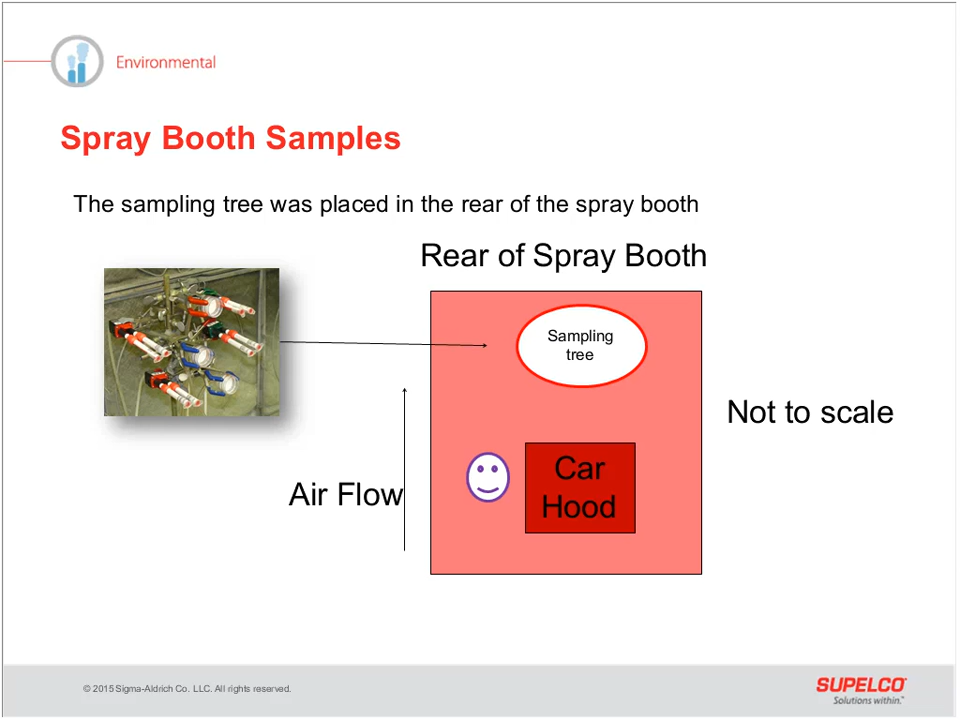 Environmental
Spray Booth Samples
The sampling tree was placed in the rear of the spray booth
Rear of Spray Booth
Sampling
tree
Not to scale
Car
Hood
Air Flow
© 2015 Sigma-Aldrich Co. LLC. All rights reserved.
SUPELCO
Solutions within.™